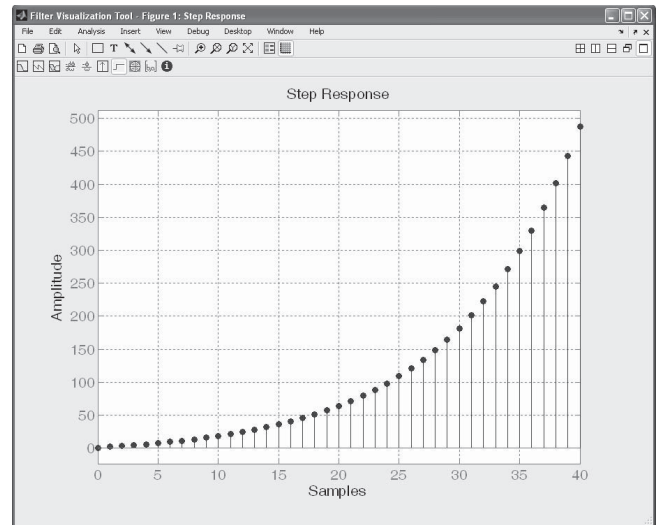 Filter Visualization Tool - Figure 1: Step Response
File Edit Analysis Insert View Debug Desktop Window Help
Step Response
Amplitude
500
450
400
350
300
250
200
150
100
50
0
0 5 10 15 20 25 30 35 40
Samples